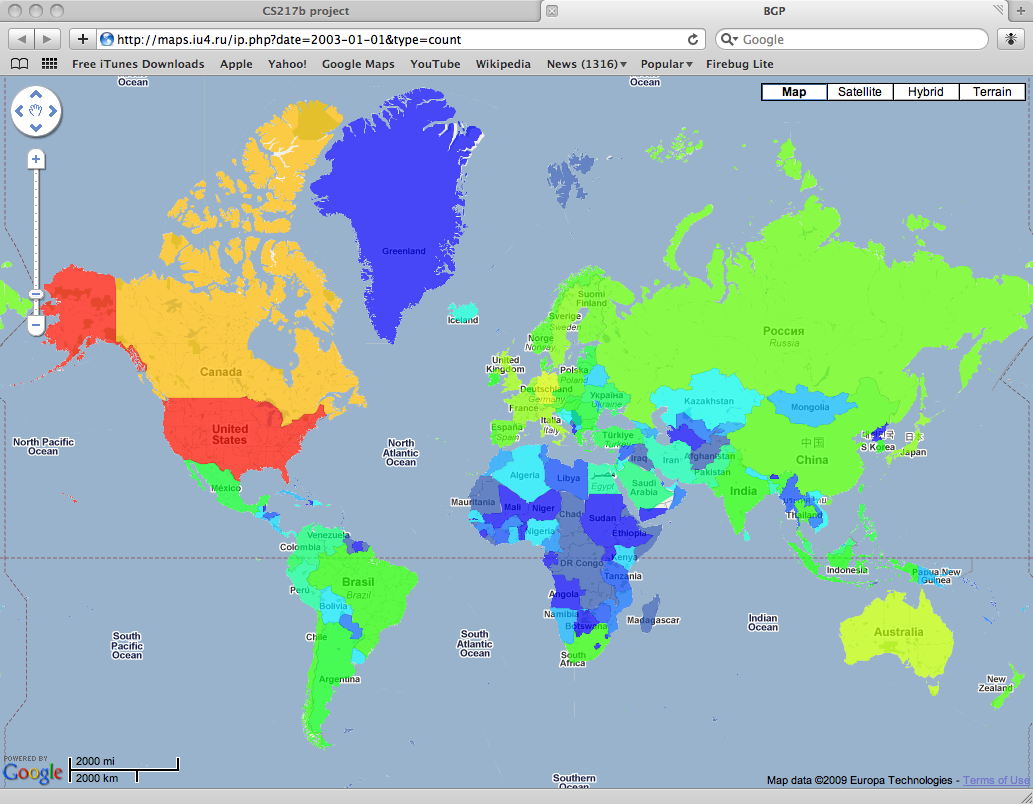 CS217b project
BGP
http://maps.iu4.ru/ip.php?date=2003-01-01&type=count
Google
Free iTunes Downloads
Apple
Yahoo!
Google Maps
YouTube
Wikipedia
News (1316)
Popular
Firebug Lite
Ocean
Ocean
Map
Satellite
Hybrid
Terrain
Greenland
Iceland
Suomi
Finland
Sverige
Sweden
Norge
Norway
Россия
Russia
United
Kingdom
Polska
Poland
Canada
Deutschland
Germany
Україна
Ukraine
Kazakhstan
Mongolia
France
United
States
Italia
Italy
España
Spain
Türkiye
中国
China
日本
Japan
S Korea
North Pacific
Ocean
North
Atlantic
Ocean
Iraq
Iran
Afghanistan
Pakistan
Algeria
Libya
مصر
Egypt
Saudi
Arabia
India
México
Mauritania
Mali
Niger
Chad
Sudan
Thailand
Nigeria
Ethiopia
Venezuela
Colombia
Kenya
DR Congo
Tanzania
Indonesia
Papua New
Guinea
Brasil
Brazil
Perú
Bolivia
Angola
Namibia
Botswana
Madagascar
Chile
South
Pacific
Ocean
South
Atlantic
Ocean
Indian
Ocean
Australia
South
Africa
Argentina
New
Zealand
POWERED BY
Google
2000 mi
2000 km
Southern
Ocean
Map data ©2009 Europa Technologies - Terms of Use